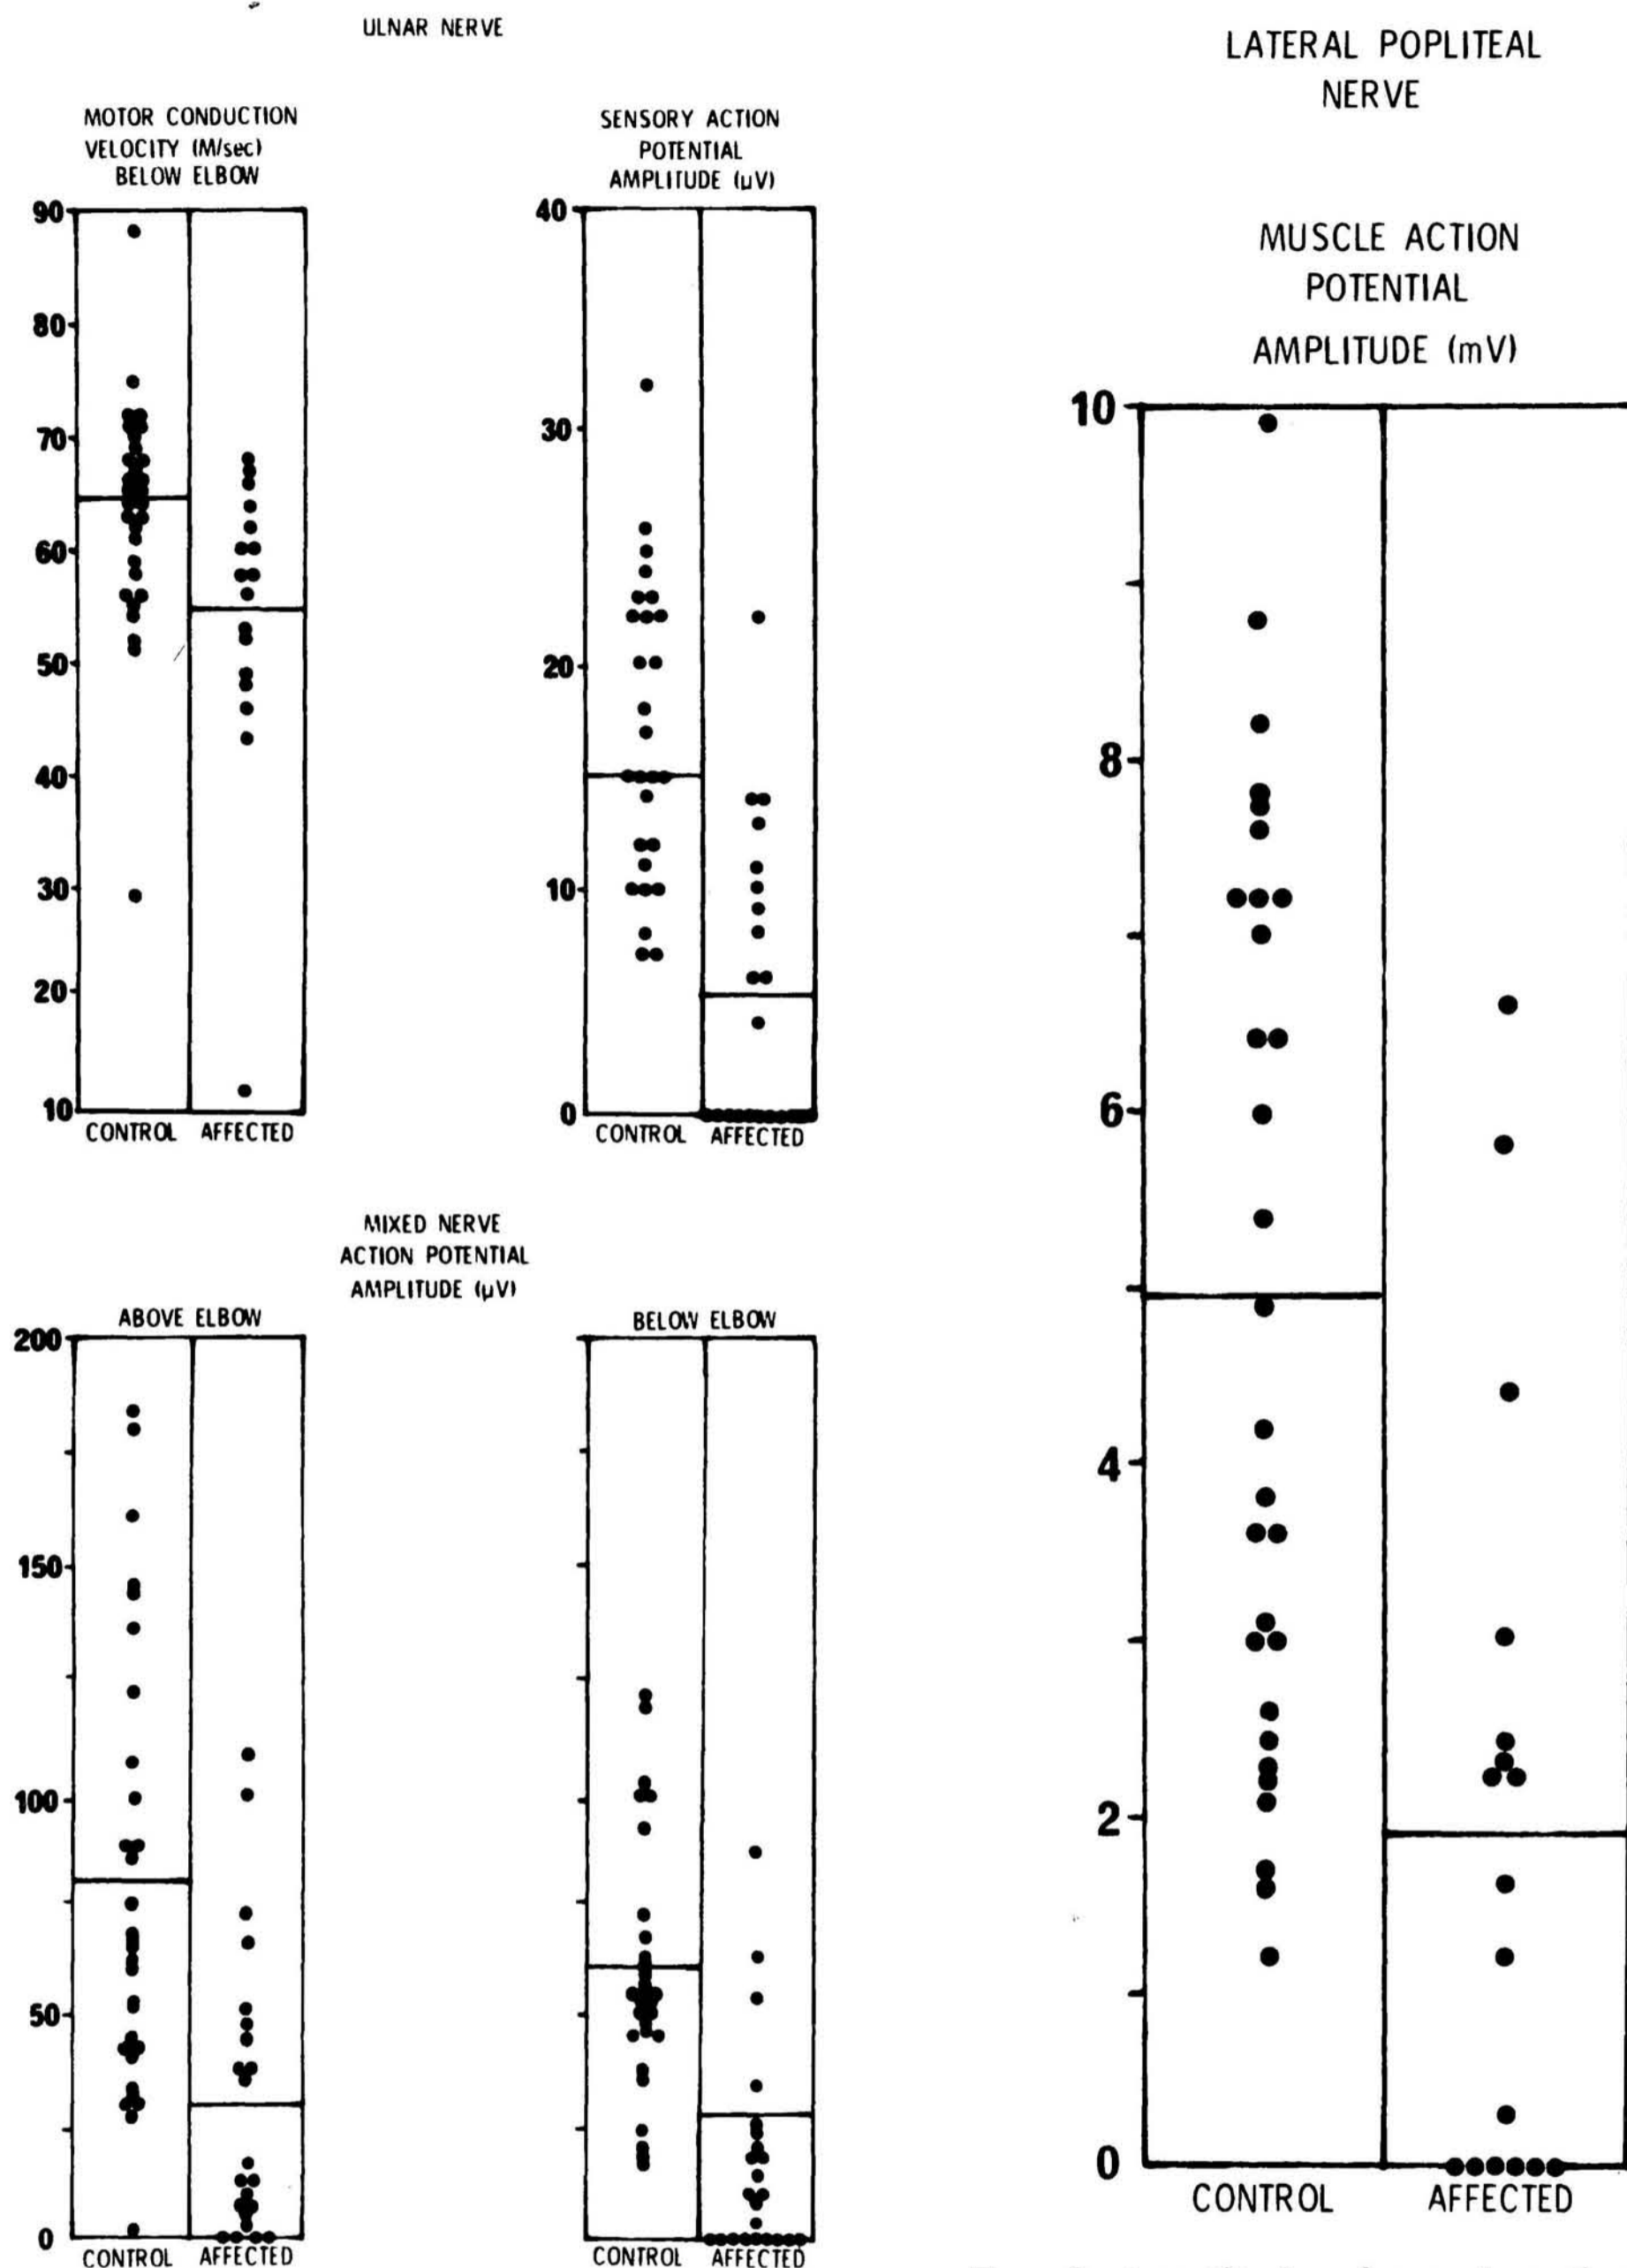 ULNAR NERVE
MOTOR CONDUCTION
VELOCITY (M/sec)
BELOW ELBOW
90
80
70
60
50
40
30
20
10
CONTROL AFFECTED
SENSORY ACTION
POTENTIAL
AMPLITUDE (µV)
40
30
20
10
0
CONTROL AFFECTED
MIXED NERVE
ACTION POTENTIAL
AMPLITUDE (µV)
ABOVE ELBOW
200
150
100
50
0
CONTROL AFFECTED
BELOW ELBOW
CONTROL AFFECTED
LATERAL POPLITEAL
NERVE
MUSCLE ACTION
POTENTIAL
AMPLITUDE (mV)
10
8
6
4
2
0
CONTROL AFFECTED